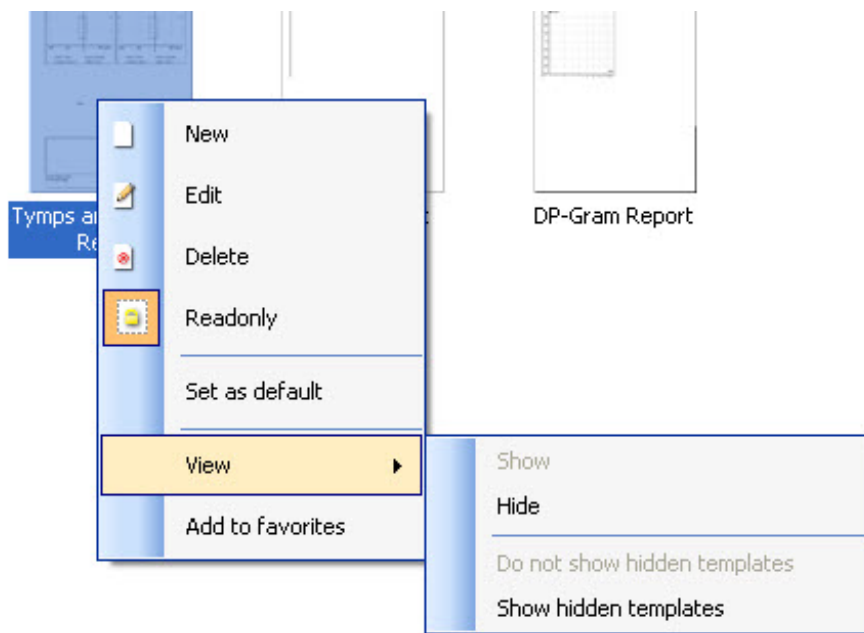 New
Edit
Tymps a
DP-Gram Report
Re
Delete
Readonly
Set as default
View
Show
Hide
Add to favorites
Do not show hidden templates
Show hidden templates